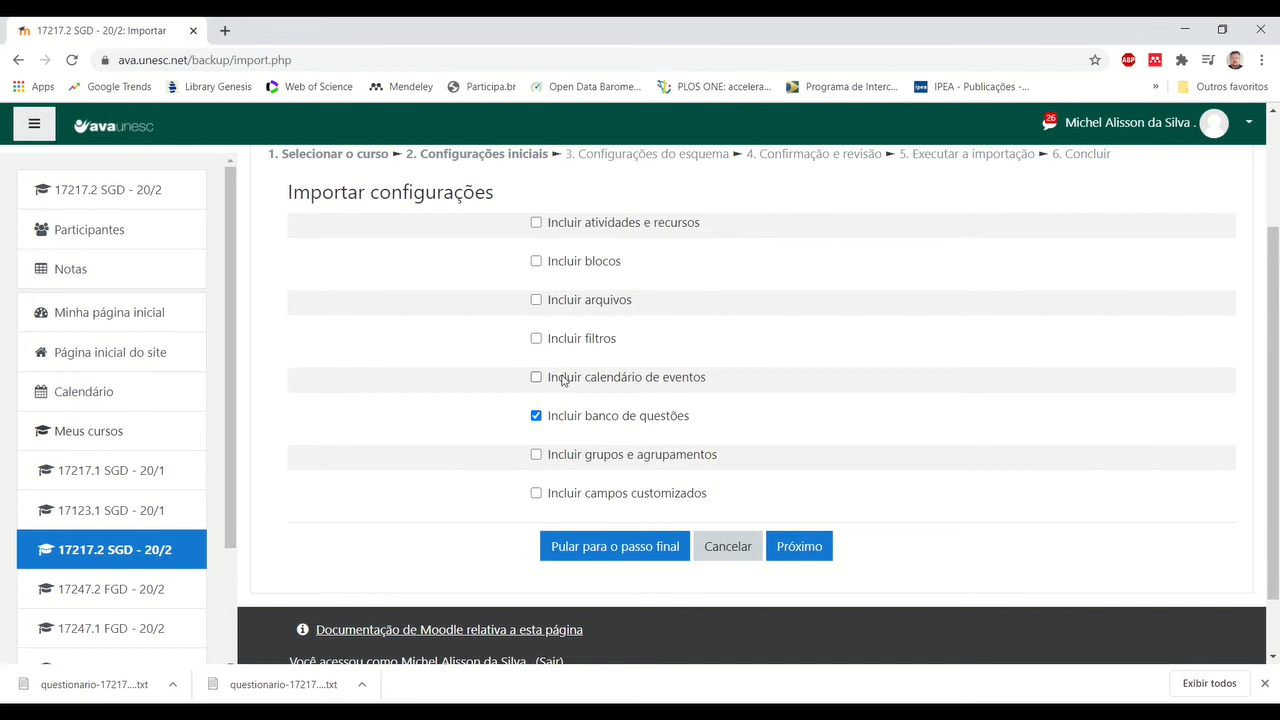 17217.2 SGD - 20/2: Importar
ava.unesc.net/backup/import.php
ABP
Apps
Google Trends
Library Genesis
Web of Science
Mendeley
Participa.br
Open Data Barome...
PLOS ONE: accelera...
Programa de Interc...
ipea
IPEA - Publicações -...
»
Outros favoritos
avaunesc
26
Michel Alisson da Silva .
1. Selecionar o curso ► 2. Configurações iniciais ► 3. Configurações do esquema ► 4. Confirmação e revisão ► 5. Executar a importação ► 6. Concluir
17217.2 SGD - 20/2
Participantes
Notas
Minha página inicial
Página inicial do site
Calendário
Meus cursos
17217.1 SGD - 20/1
17123.1 SGD - 20/1
17217.2 SGD - 20/2
17247.2 FGD - 20/2
17247.1 FGD - 20/2
Importar configurações
Incluir atividades e recursos
Incluir blocos
Incluir arquivos
Incluir filtros
Incluir calendário de eventos
Incluir banco de questões
Incluir grupos e agrupamentos
Incluir campos customizados
Pular para o passo final
Cancelar
Próximo
Documentação de Moodle relativa a esta página
Você acessou como Michel Alisson da Silva . (Sair)
questionario-17217....txt
questionario-17217....txt
Exibir todos